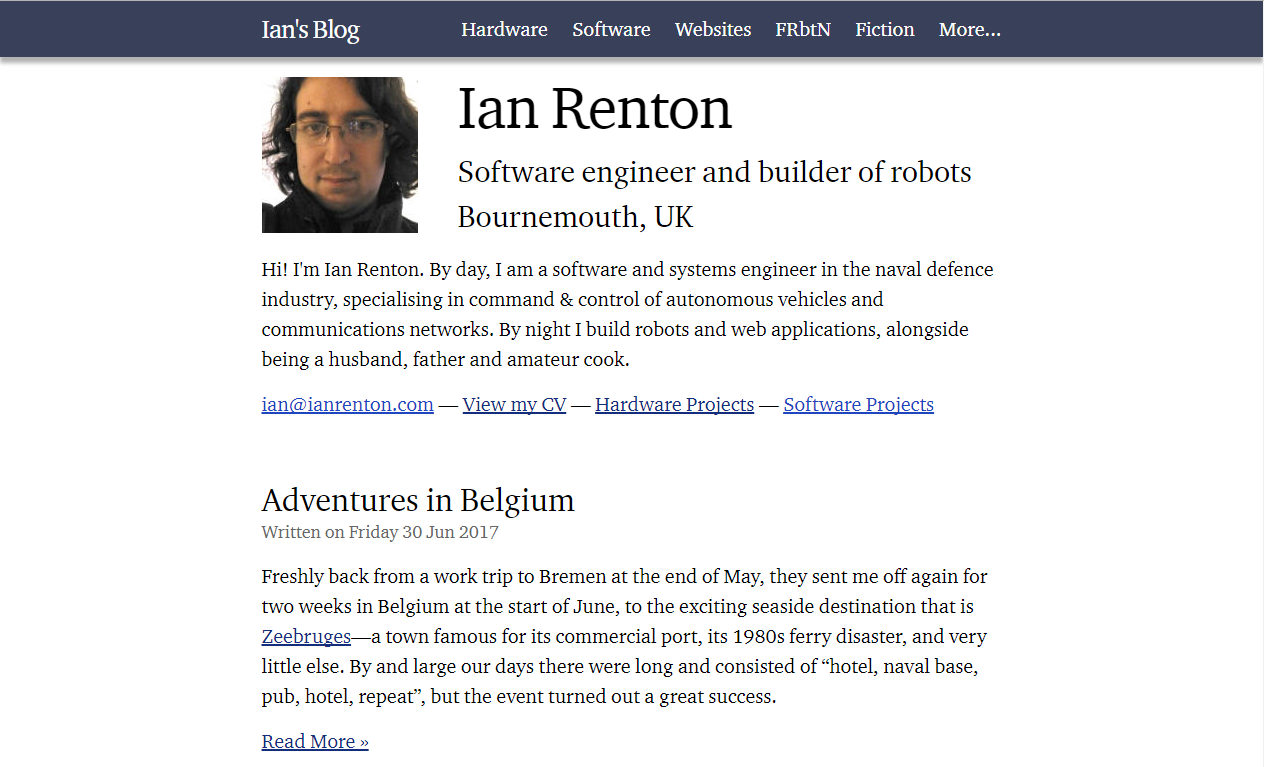 Ian's Blog Hardware Software Websites FRbtN Fiction More...
Ian Renton
Software engineer and builder of robots
Bournemouth, UK
Hi! I'm Ian Renton. By day, I am a software and systems engineer in the naval defence
industry, specialising in command & control of autonomous vehicles and
communications networks. By night I build robots and web applications, alongside
being a husband, father and amateur cook.
ian@ianrenton.com — View my CV — Hardware Projects — Software Projects
Adventures in Belgium
Written on Friday 30 Jun 2017
Freshly back from a work trip to Bremen at the end of May, they sent me off again for
two weeks in Belgium at the start of June, to the exciting seaside destination that is
Zeebruges—a town famous for its commercial port, its 1980s ferry disaster, and very
little else. By and large our days there were long and consisted of “hotel, naval base,
pub, hotel, repeat”, but the event turned out a great success.
Read More »